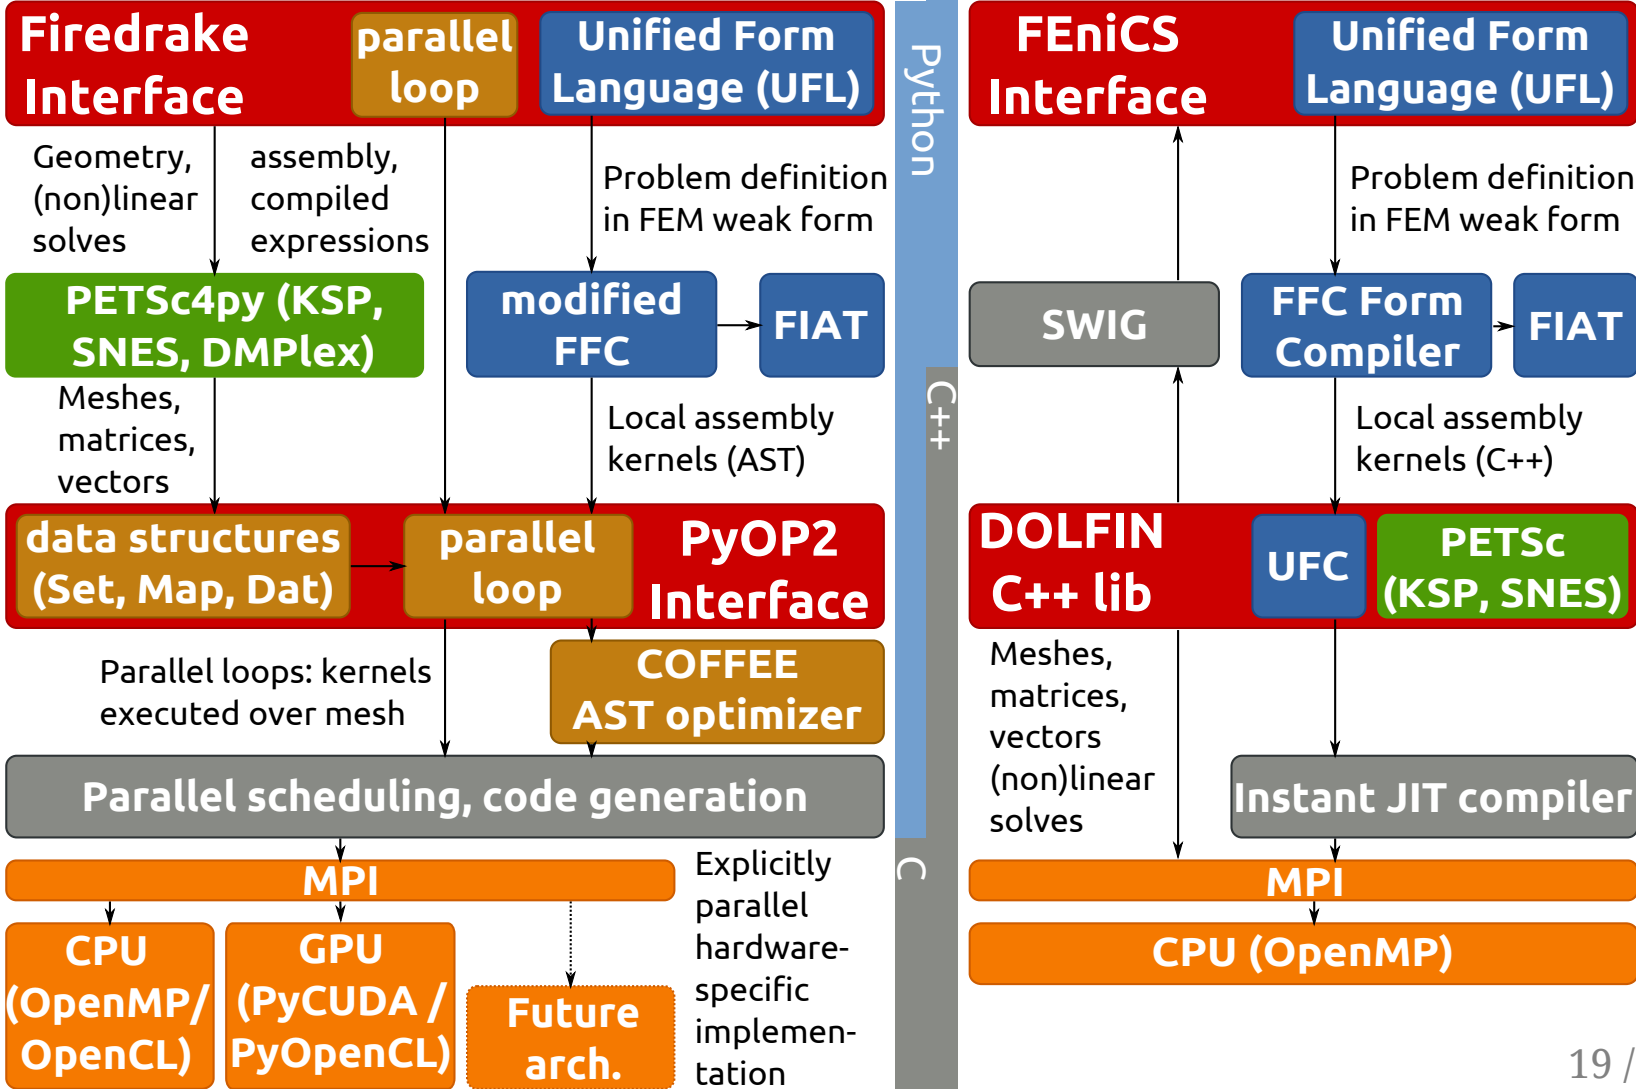 Firedrake
Interface
parallel
loop
Unified Form
Language (UFL)
Geometry,
(non)linear
solves
assembly,
compiled
expressions
Problem definition
in FEM weak form
PETSc4py (KSP,
SNES, DMPlex)
modified
FFC
FIAT
Meshes,
matrices,
vectors
Local assembly
kernels (AST)
data structures
(Set, Map, Dat)
parallel
loop
PyOP2
Interface
Parallel loops: kernels
executed over mesh
COFFEE
AST optimizer
Parallel scheduling, code generation
MPI
CPU
(OpenMP/
OpenCL)
GPU
(PyCUDA /
PyOpenCL)
Future
arch.
Explicitly
parallel
hardware-
specific
implemen-
tation
Python
C++
C
FEniCS
Interface
Unified Form
Language (UFL)
Problem definition
in FEM weak form
SWIG
FFC Form
Compiler
FIAT
Local assembly
kernels (C++)
DOLFIN
C++ lib
UFC
PETSc
(KSP, SNES)
Meshes,
matrices,
vectors
(non)linear
solves
Instant JIT compiler
MPI
CPU (OpenMP)
19 /